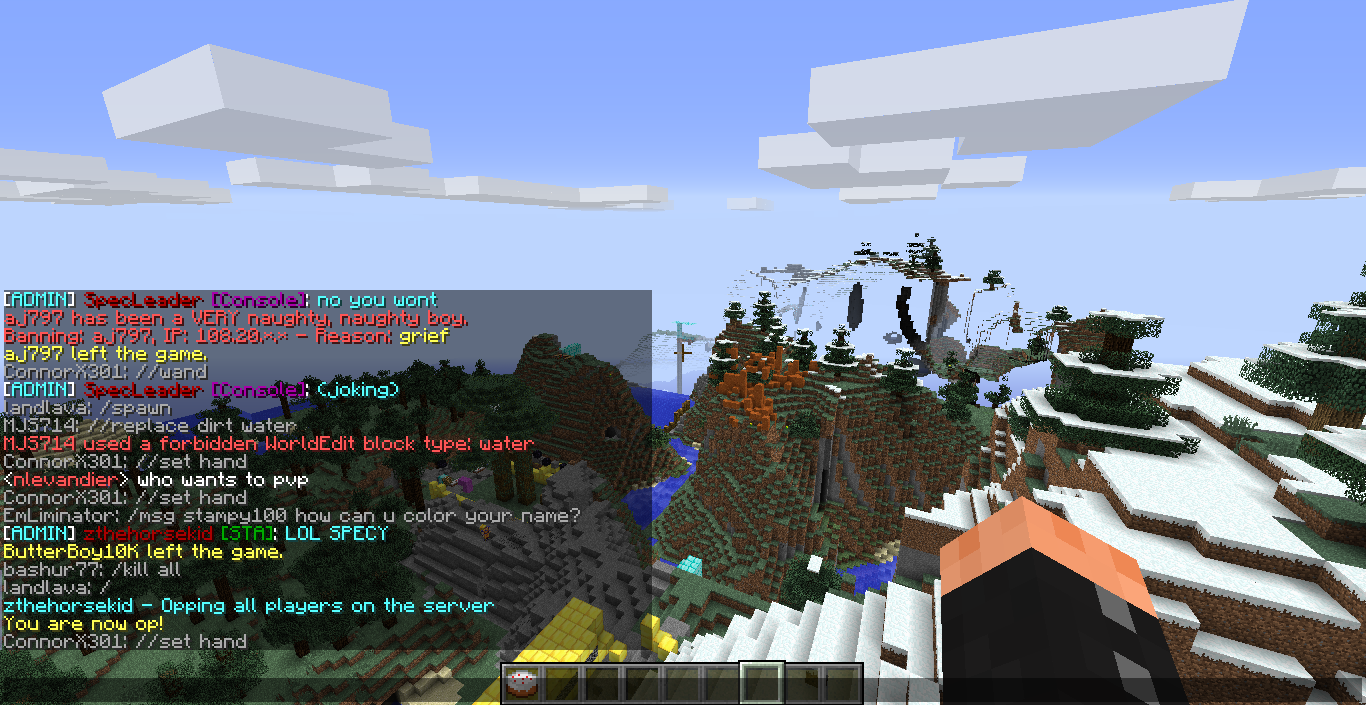 [ADMIN] SpecLeader [Console]: no you wont
aj797 has been a VERY naughty, naughty boy.
Banning: aj797, IP: 108.20.*.* - Reason: grief
aj797 left the game.
ConnorX301: //wand
[ADMIN] SpecLeader [Console]: (joking)
landlava: /spawn
MJS714: //replace dirt water
MJS714 used a forbidden WorldEdit block type: water
ConnorX301: //set hand
<nlevandier> who wants to pvp
ConnorX301: //set hand
EmLiminator: /msg stampy100 how can u color your name?
[ADMIN] zthehorsekid [STA]: LOL SPECY
ButterBoy10K left the game.
bashur77: /kill all
landlava: /
zthehorsekid - Opping all players on the server
You are now op!
ConnorX301: //set hand